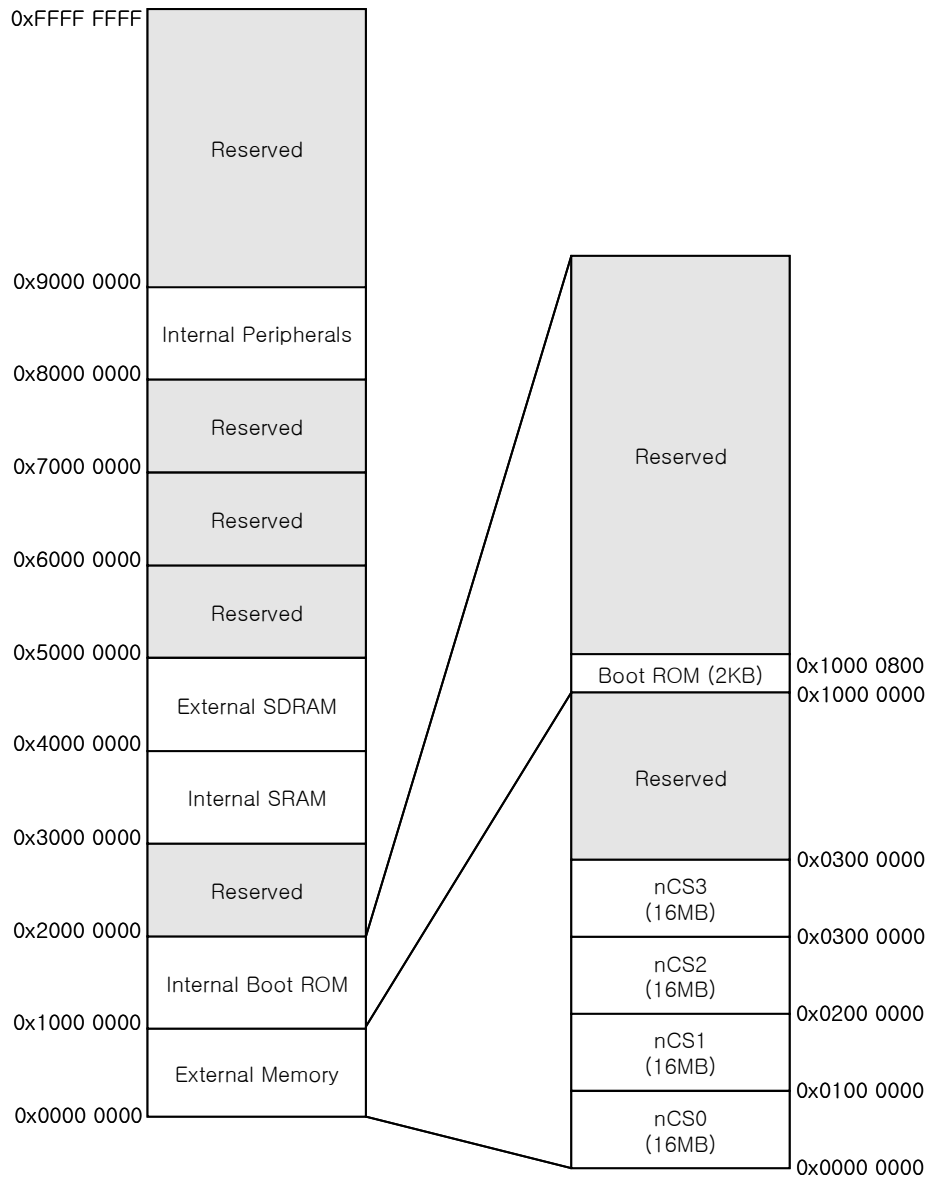 0xFFFF FFFF
Reserved
0x9000 0000
Internal Peripherals
0x8000 0000
Reserved
0x7000 0000
Reserved
0x6000 0000
Reserved
0x5000 0000
External SDRAM
0x4000 0000
Internal SRAM
0x3000 0000
Reserved
0x2000 0000
Internal Boot ROM
0x1000 0000
External Memory
0x0000 0000
Reserved
0x1000 0800
Boot ROM (2KB)
0x1000 0000
Reserved
0x0300 0000
nCS3
(16MB)
0x0300 0000
nCS2
(16MB)
0x0200 0000
nCS1
(16MB)
0x0100 0000
nCS0
(16MB)
0x0000 0000